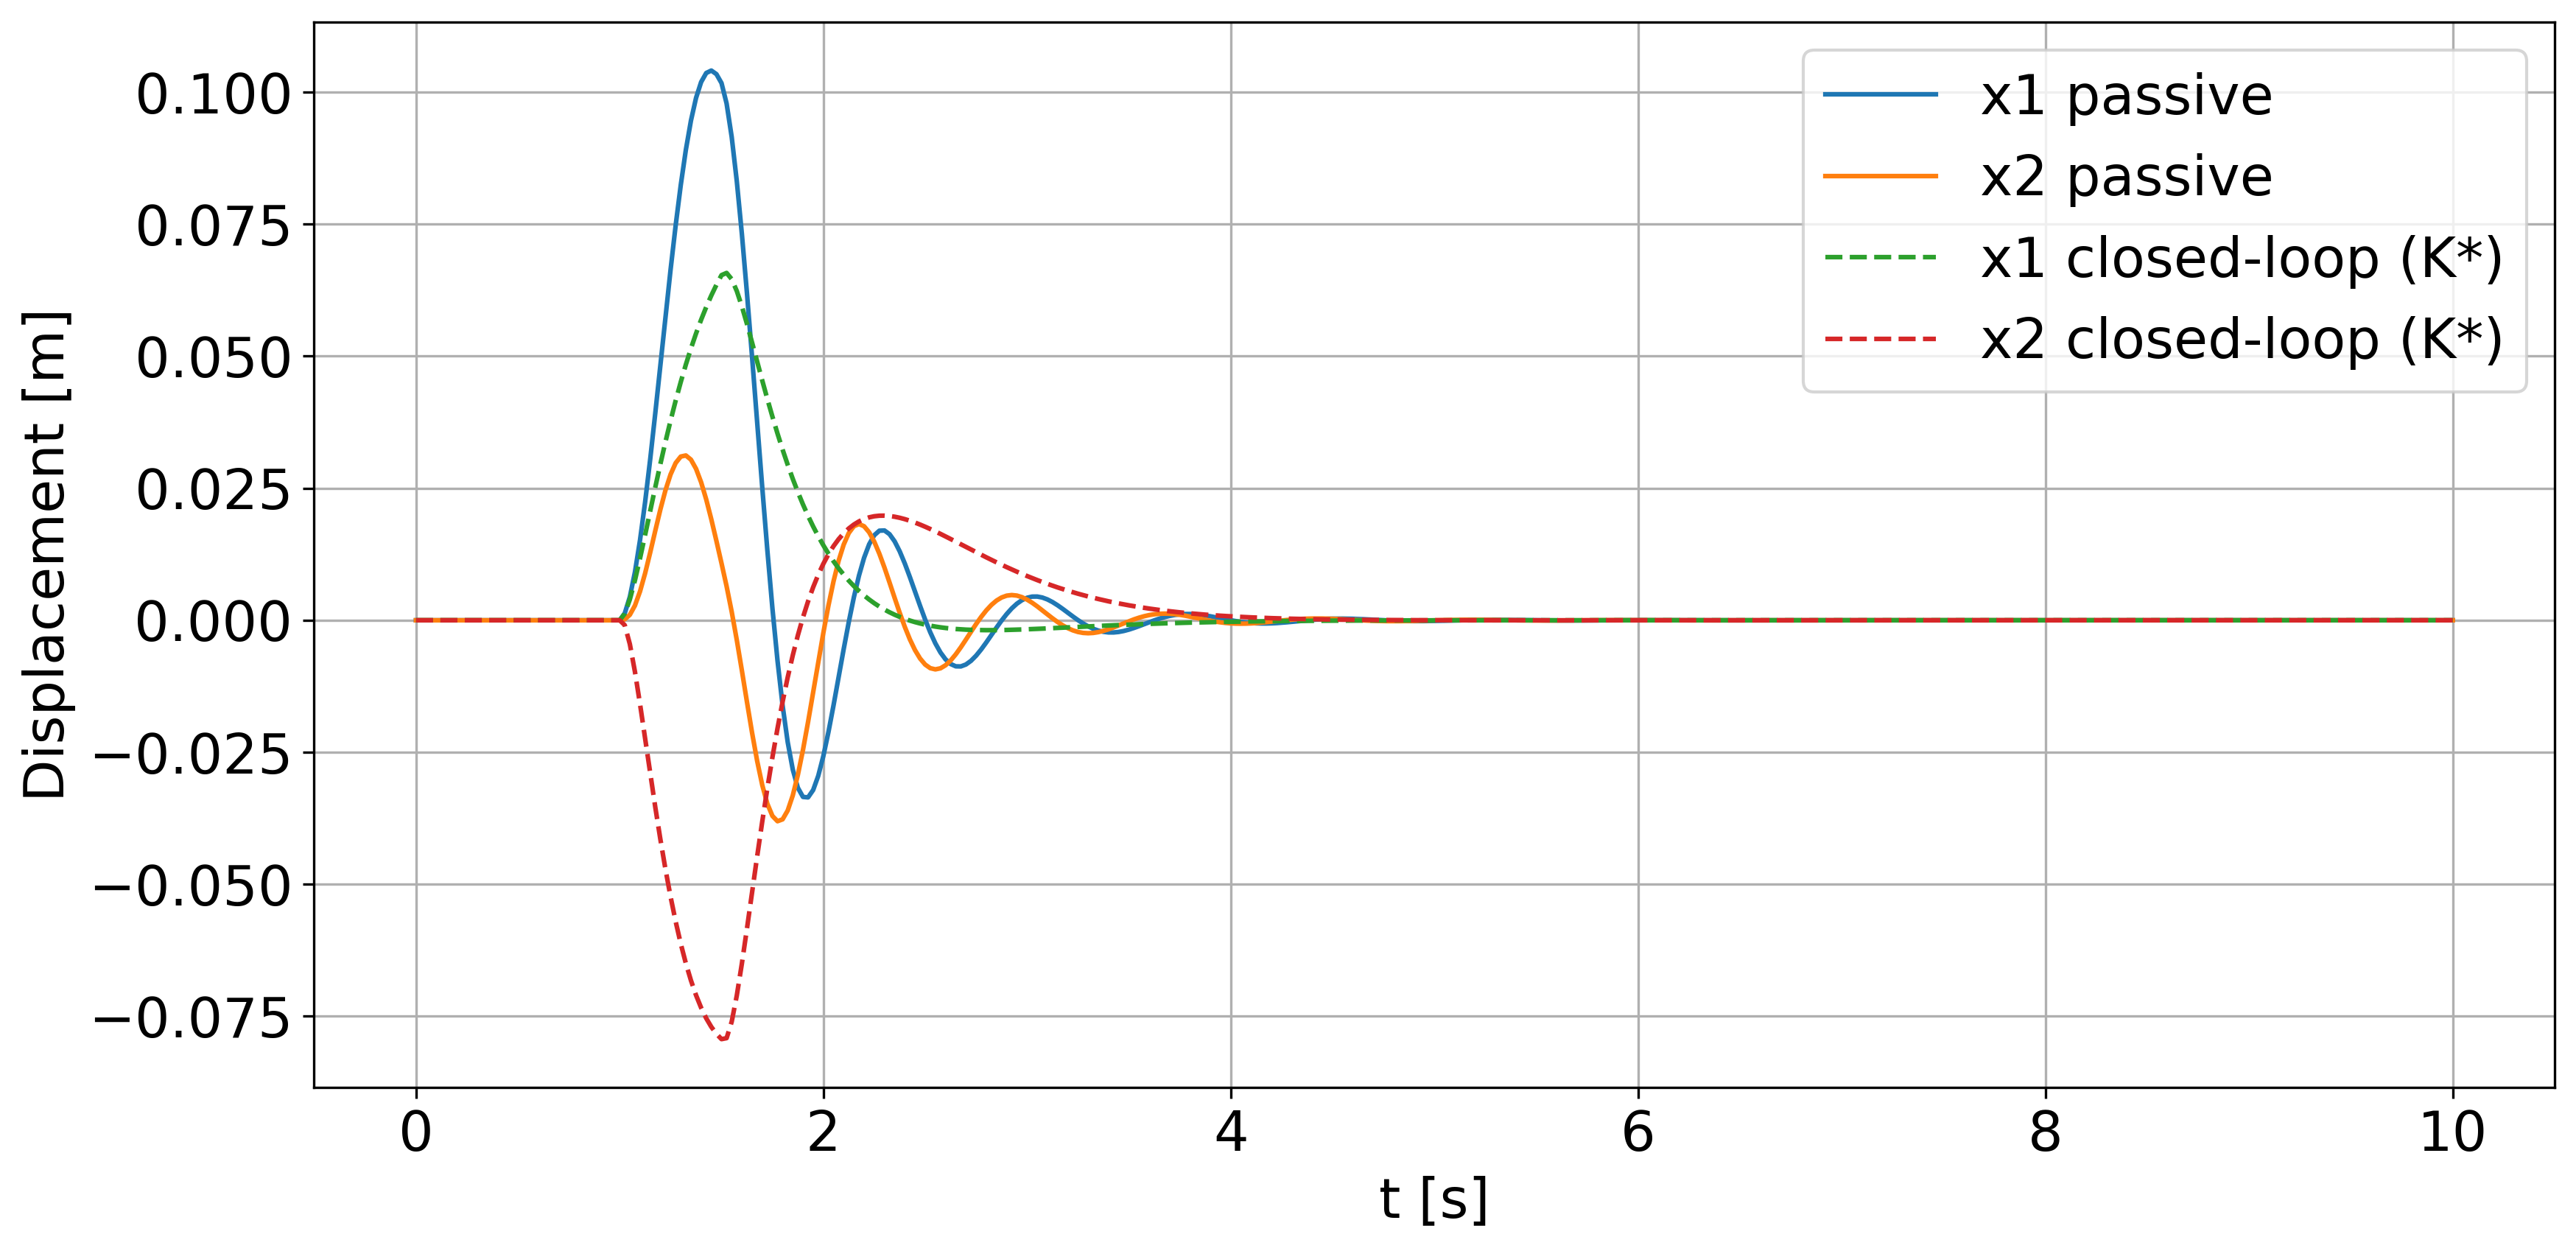 Displacement [m]
0.100
0.075
0.050
0.025
0.000
−0.025
−0.050
−0.075
0 2 4 6 8 10
t [s]
x1 passive
x2 passive
x1 closed-loop (K*)
x2 closed-loop (K*)